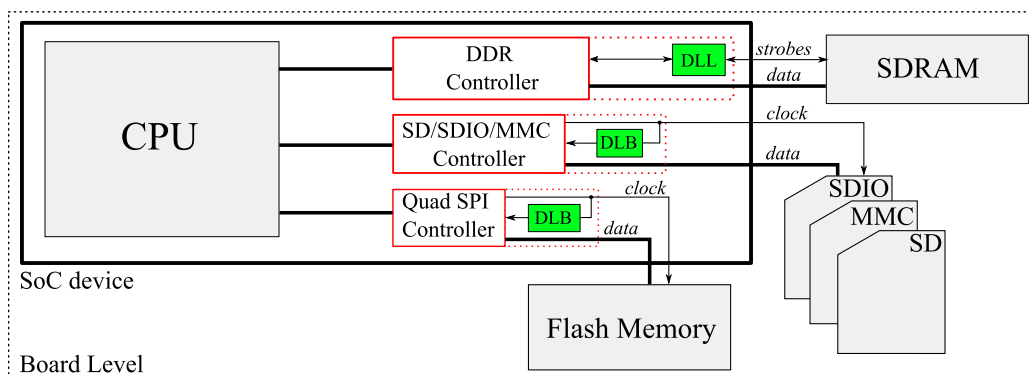 CPU
DDR
Controller
DLL
strobes
data
SDRAM
SD/SDIO/MMC
Controller
DLB
clock
data
SDIO
MMC
SD
Quad SPI
Controller
DLB
clock
data
Flash Memory
SoC device
Board Level